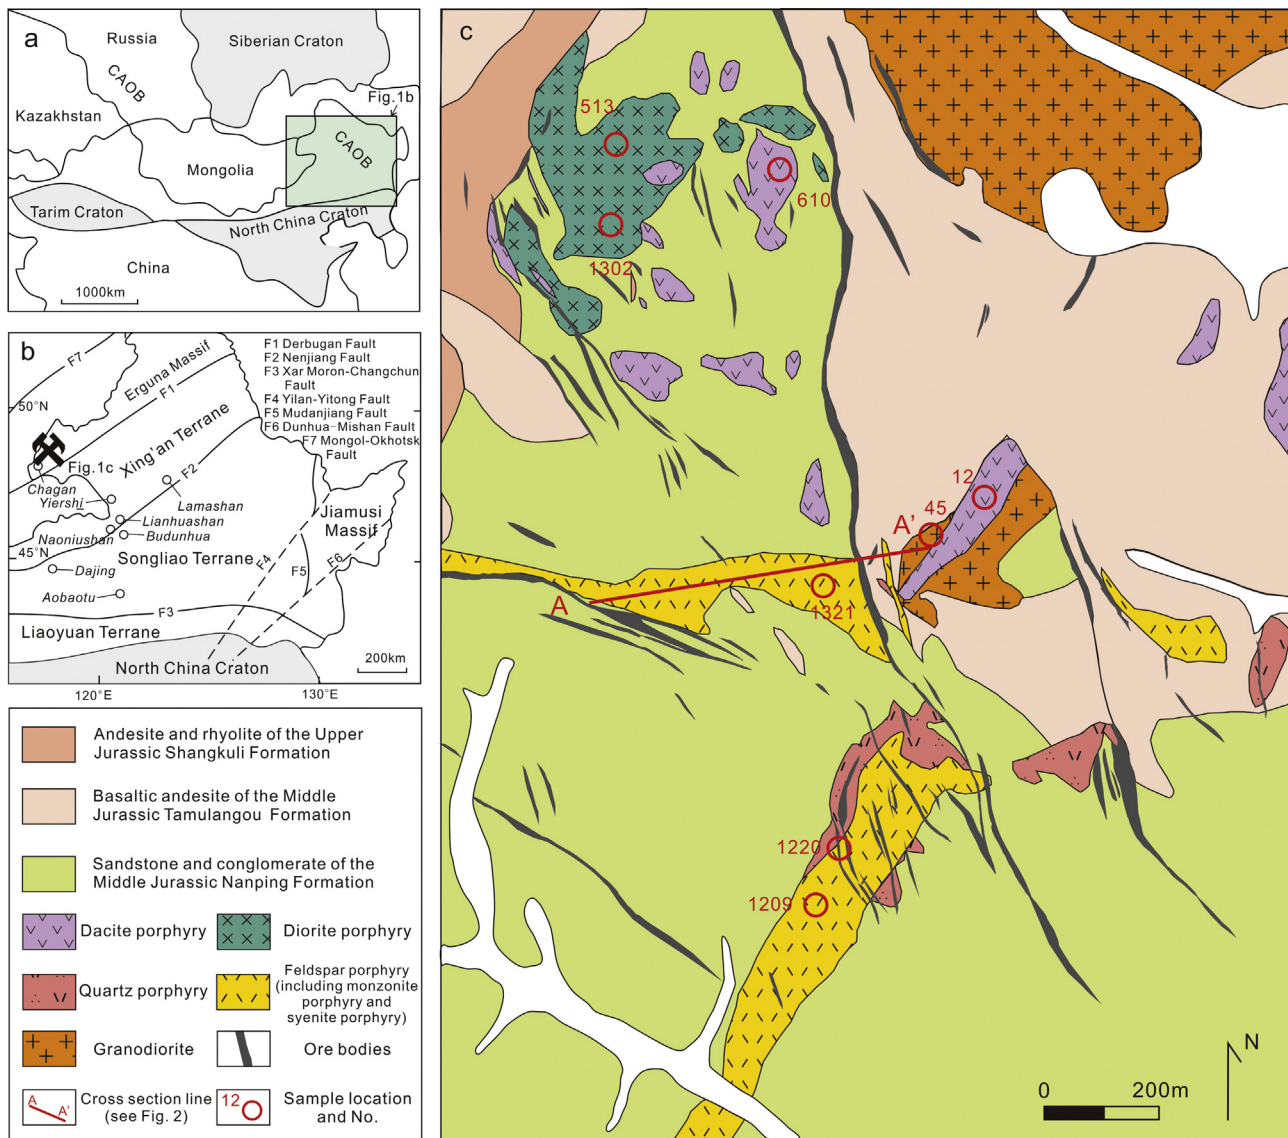 a
Russia
Siberian Craton
CAOB
Fig.1b
Kazakhstan
CAOB
Mongolia
Tarim Craton
North China Craton
China
1000km
b
F7
Erguna Massif
F1
F1 Derbugan Fault
F2 Nenjiang Fault
F3 Xar Moron-Changchun
Fault
F4 Yilan-Yitong Fault
F5 Mudanjiang Fault
F6 Dunhua-Mishan Fault
F7 Mongol-Okhotsk
Fault
50°N
Xing'an Terrane
F2
Fig.1c
Chagan
Yiershi
Lamashan
Lianhuashan
Budunhua
Naoniushan
Jiamusi
Massif
45°N
Songliao Terrane
F4
F5
F6
Dajing
Aobaotu
F3
Liaoyuan Terrane
North China Craton
200km
120°E
130°E
Andesite and rhyolite of the Upper
Jurassic Shangkuli Formation
Basaltic andesite of the Middle
Jurassic Tamulangou Formation
Sandstone and conglomerate of the
Middle Jurassic Nanping Formation
Dacite porphyry
Diorite porphyry
Quartz porphyry
Feldspar porphyry
(including monzonite
porphyry and
syenite porphyry)
Granodiorite
Ore bodies
A
A'
Cross section line
(see Fig. 2)
12
Sample location
and No.
c
513
610
1302
12
45
A'
A
1321
1220
1209
N
0
200m